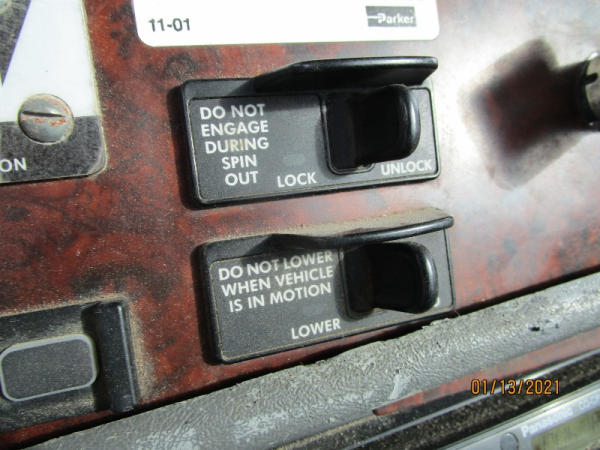 11-01
Parker
DO NOT
ENGAGE
DURING
SPIN
OUT
LOCK
UNLOCK
ON
DO NOT LOWER
WHEN VEHICLE
IS IN MOTION
LOWER
01/13/2021
Panasonic